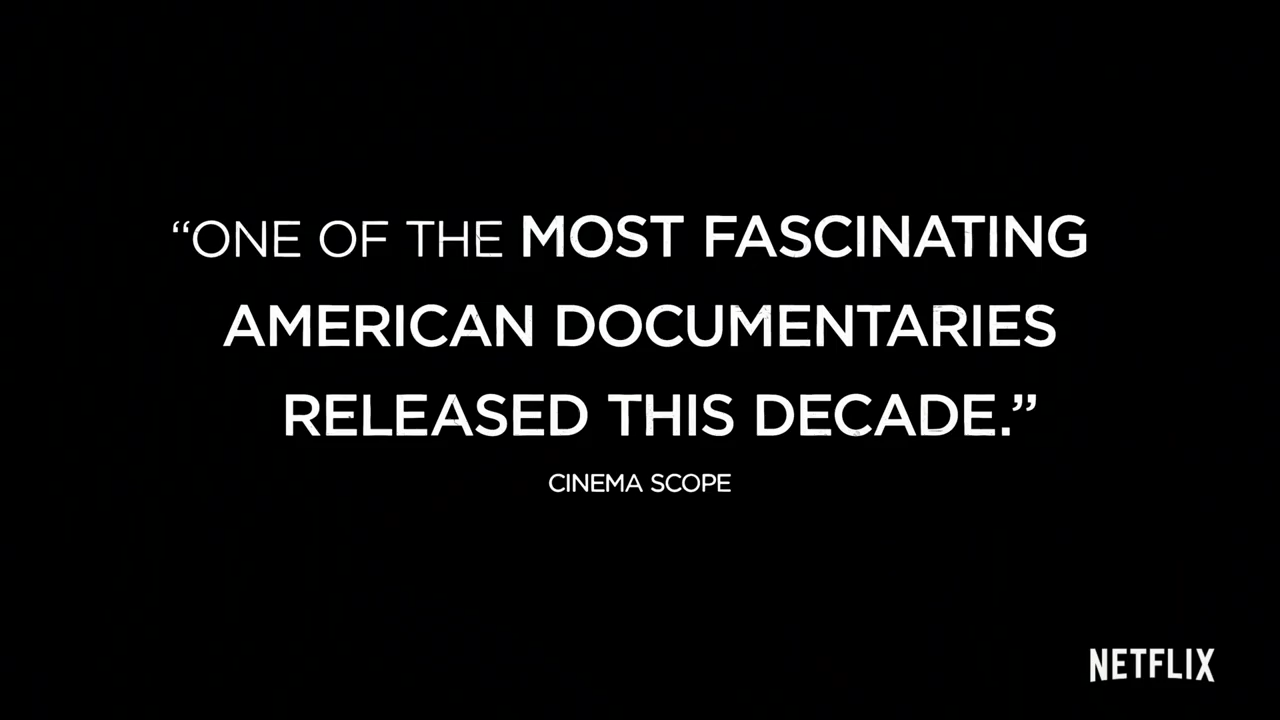 “ONE OF THE MOST FASCINATING
AMERICAN DOCUMENTARIES
RELEASED THIS DECADE.”
CINEMA SCOPE
NETFLIX